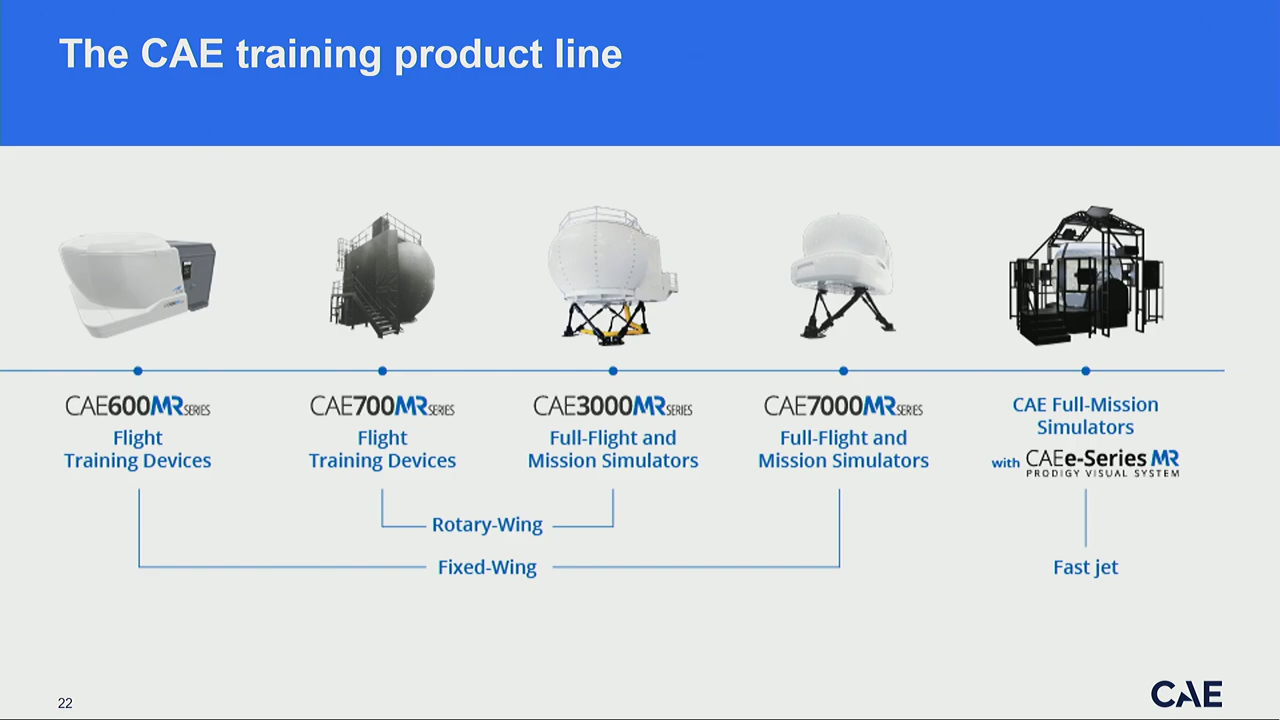 The CAE training product line
CAE600MR SERIES
Flight
Training Devices
CAE700MR SERIES
Flight
Training Devices
CAE3000MR SERIES
Full-Flight and
Mission Simulators
CAE7000MR SERIES
Full-Flight and
Mission Simulators
CAE Full-Mission
Simulators
with CAEe-Series MR
PRODIGY VISUAL SYSTEM
Rotary-Wing
Fixed-Wing
Fast jet
22
CAE